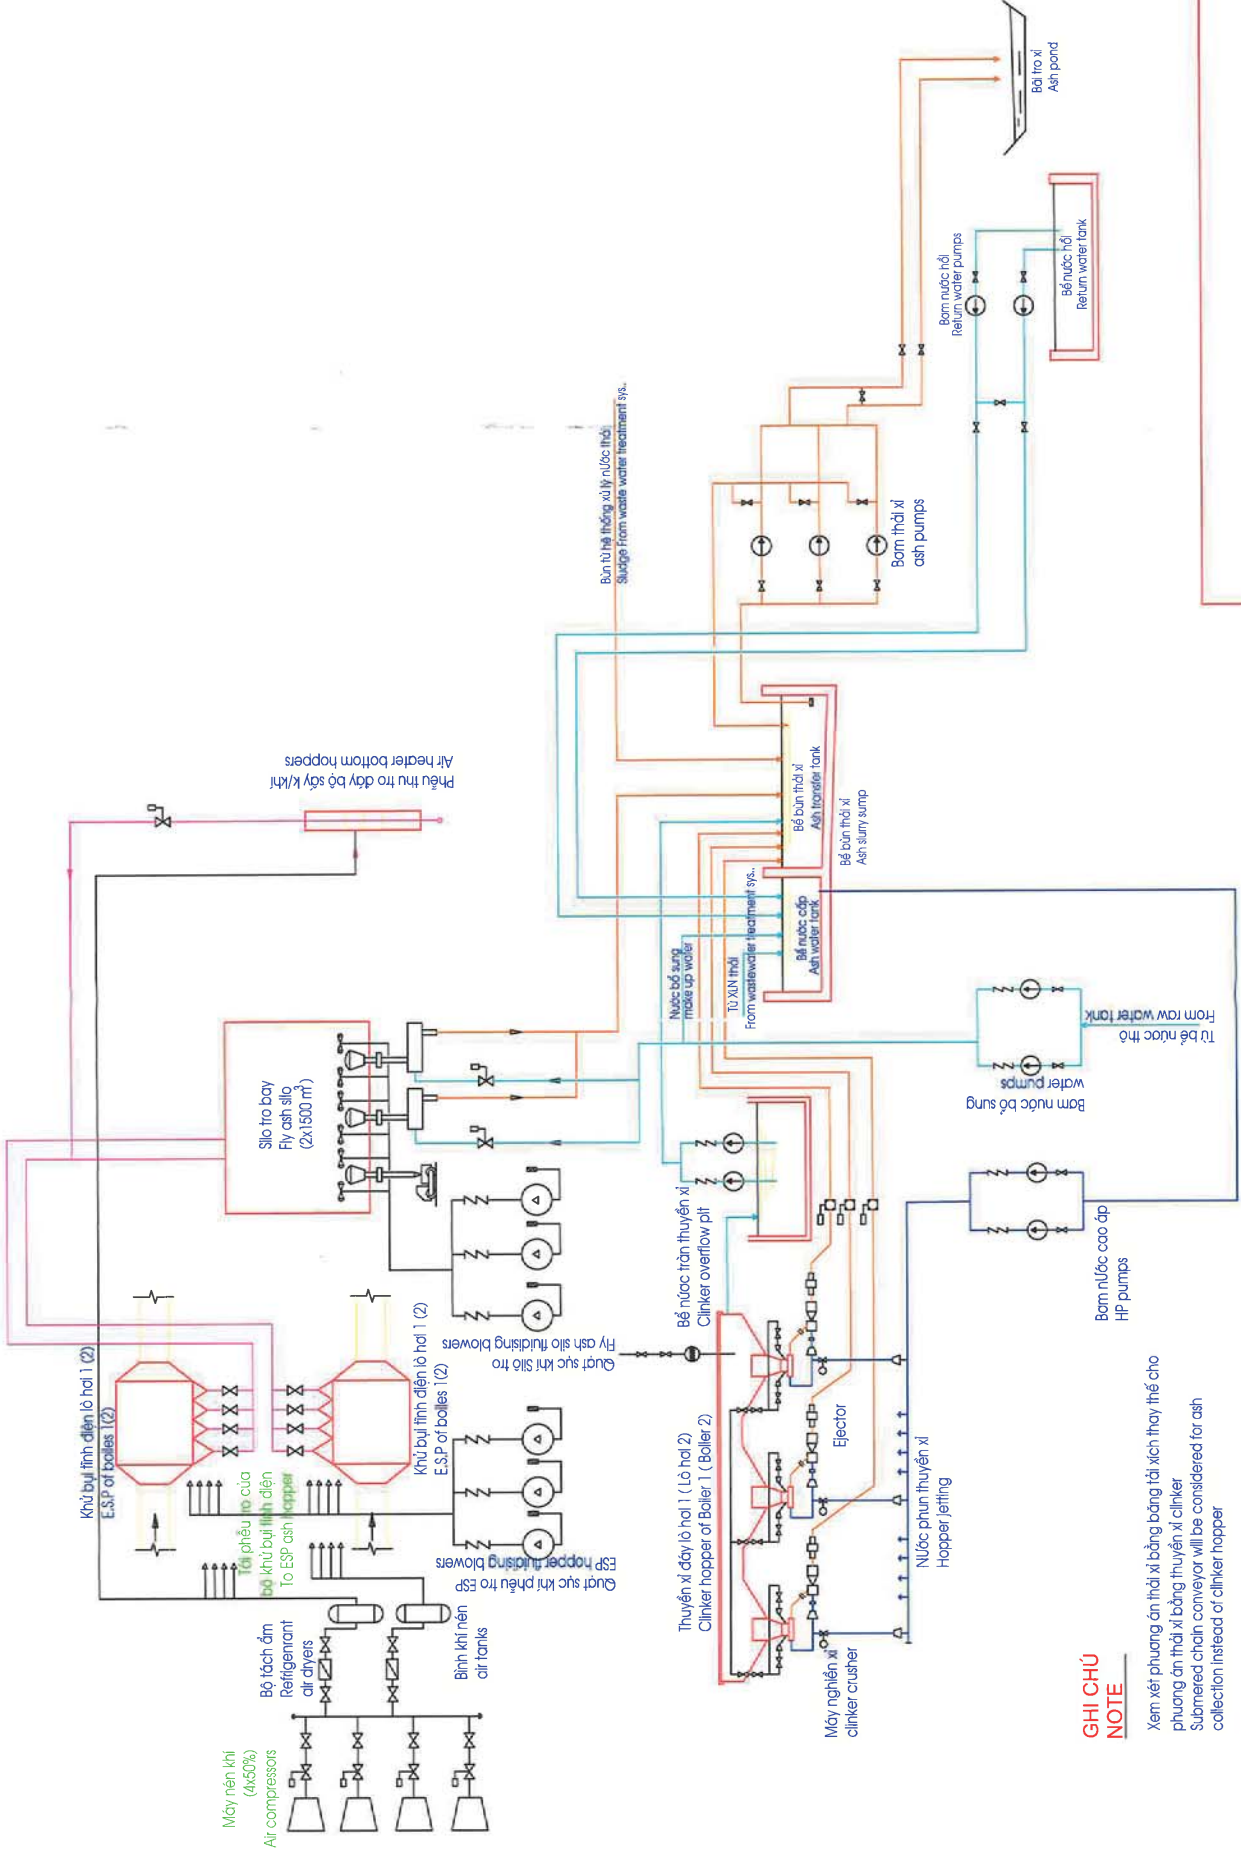 Máy nén khí
(4x50%)
Air compressors
Bộ tách ẩm
Refrigenrant
air dryers
Bình khí nén
air tanks
Tới phễu tro của
bộ khử bụi tĩnh điện
To ESP ash hopper
Khử bụi tĩnh điện lò hơi 1 (2)
E.S.P of boiles 1(2)
Khử bụi tĩnh điện lò hơi 1 (2)
E.S.P of boiles 1(2)
Quạt sục khí phễu tro ESP
ESP hopper fluidising blowers
Quạt sục khí Silô tro
Fly ash silo fluidising blowers
Silo tro bay
Fly ash silo
(2x1500 m³)
Phễu thu tro đáy bộ sấy k/khí
Air heater bottom hoppers
Bùn từ hệ thống xử lý nước thải
Sludge From waste water treatment sys..
Thuyền xỉ đáy lò hơi 1 ( Lò hơi 2)
Clinker hopper of Boiler 1 ( Boiler 2)
Bể nước tràn thuyền xỉ
Clinker overflow pit
Nước bổ sung
make up water
Từ XLN thải
From wastewater treatment sys..
Bể nước cấp
Ash water tank
Bể bùn thải xỉ
Ash transfer tank
Bể bùn thải xỉ
Ash slurry sump
Bơm thải xỉ
ash pumps
Bơm nước hồi
Return water pumps
Bể nước hồi
Return water tank
Bãi tro xỉ
Ash pond
Máy nghiền xỉ
clinker crusher
Ejector
Nước phun thuyền xỉ
Hopper jetting
Bơm nước bổ sung
water pumps
Từ bể nước thô
From raw water tank
Bơm nước cao áp
HP pumps
GHI CHÚ
NOTE
Xem xét phương án thải xỉ bằng băng tải xích thay thế cho
phương án thải xỉ bằng thuyền xỉ clinker
Submered chain conveyor will be considered for ash
collection instead of clinker hopper